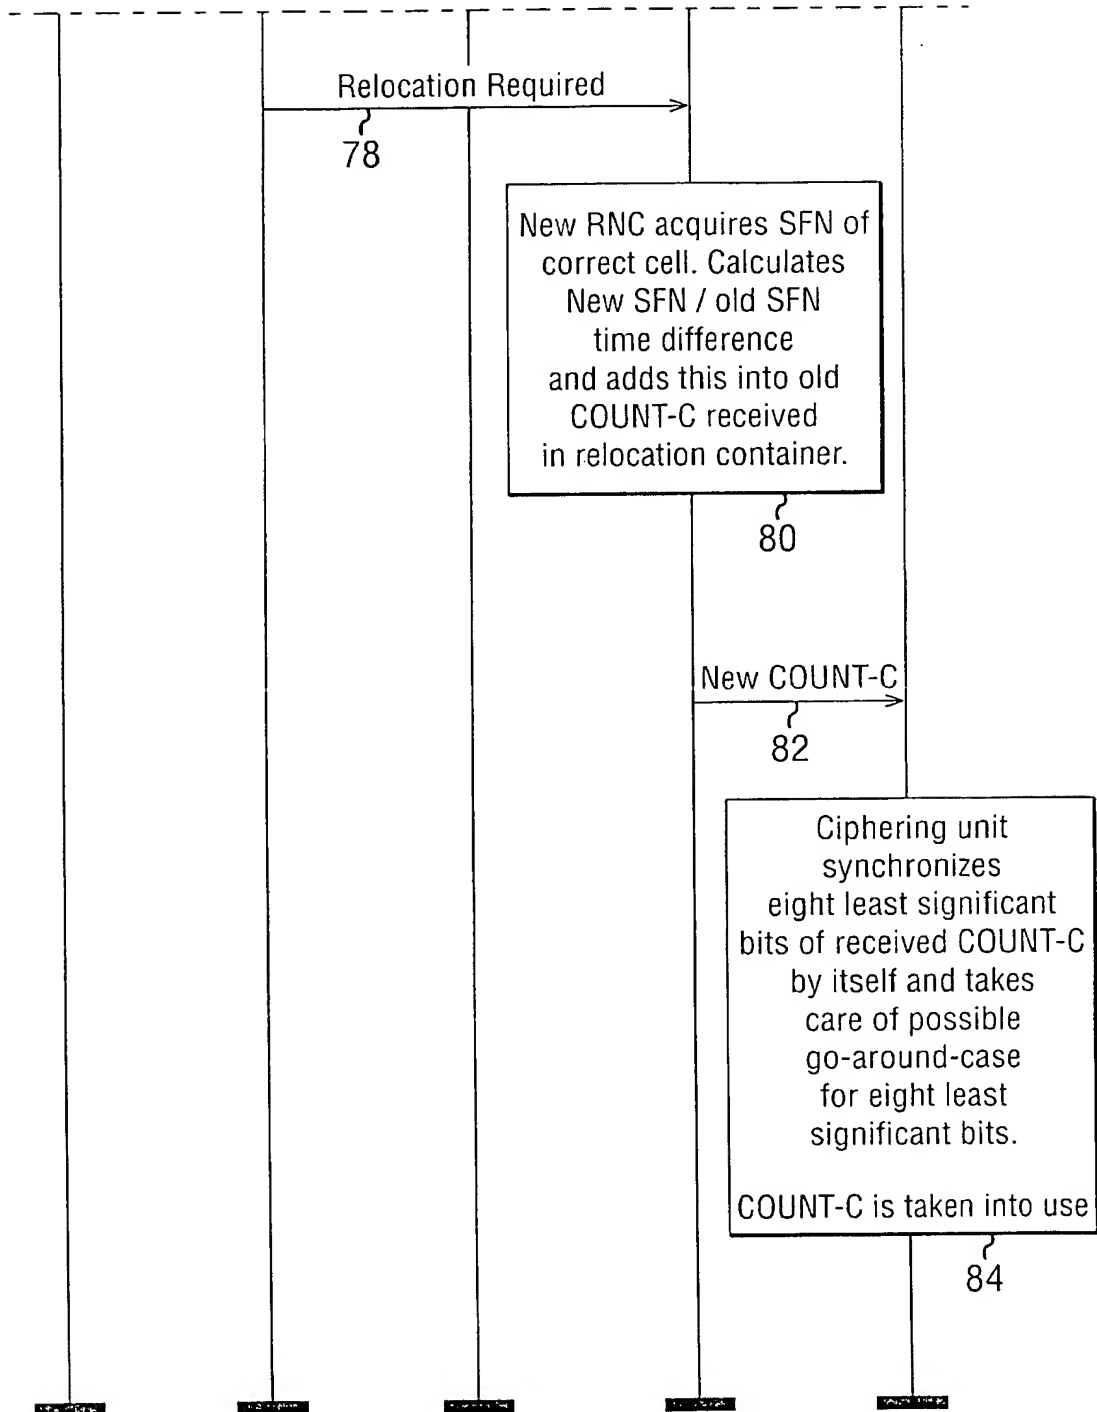 Relocation Required
78
New RNC acquires SFN of
correct cell. Calculates
New SFN / old SFN
time difference
and adds this into old
COUNT-C received
in relocation container.
80
New COUNT-C
82
Ciphering unit
synchronizes
eight least significant
bits of received COUNT-C
by itself and takes
care of possible
go-around-case
for eight least
significant bits.
COUNT-C is taken into use
84